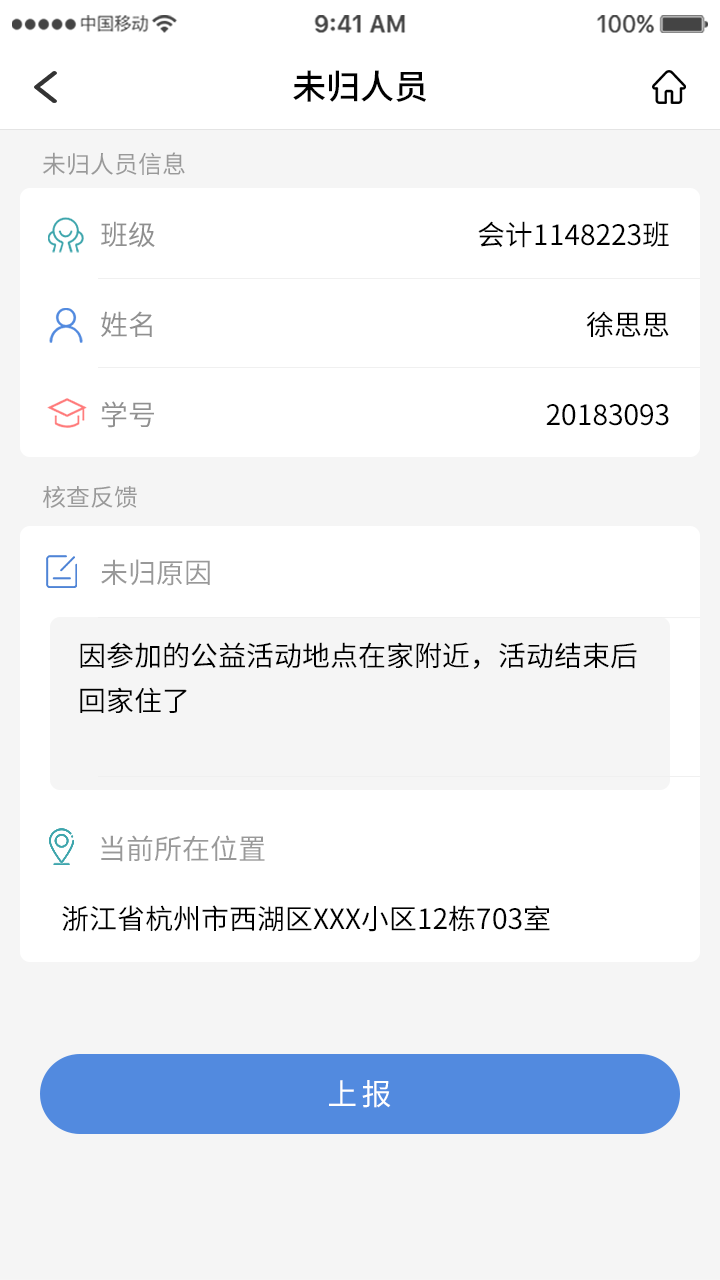 中国移动 9:41 AM 100%
未归人员
未归人员信息
班级 会计1148223班
姓名 徐思思
学号 20183093
核查反馈
未归原因
因参加的公益活动地点在家附近，活动结束后
回家住了
当前所在位置
浙江省杭州市西湖区XXX小区12栋703室
上报